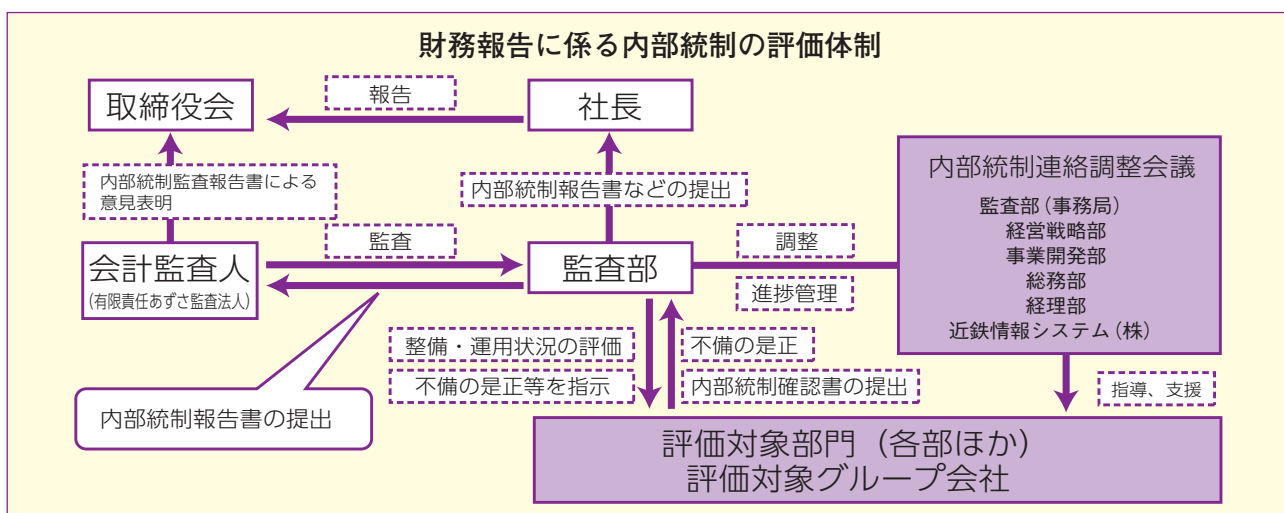 財務報告に係る内部統制の評価体制
取締役会
報告
社長
内部統制監査報告書による
意見表明
内部統制報告書などの提出
内部統制連絡調整会議
監査部（事務局）
経営戦略部
事業開発部
総務部
経理部
近鉄情報システム（株）
会計監査人
（有限責任あずさ監査法人）
監査
監査部
調整
進捗管理
整備・運用状況の評価
不備の是正等を指示
不備の是正
内部統制確認書の提出
指導、支援
内部統制報告書の提出
評価対象部門（各部ほか）
評価対象グループ会社